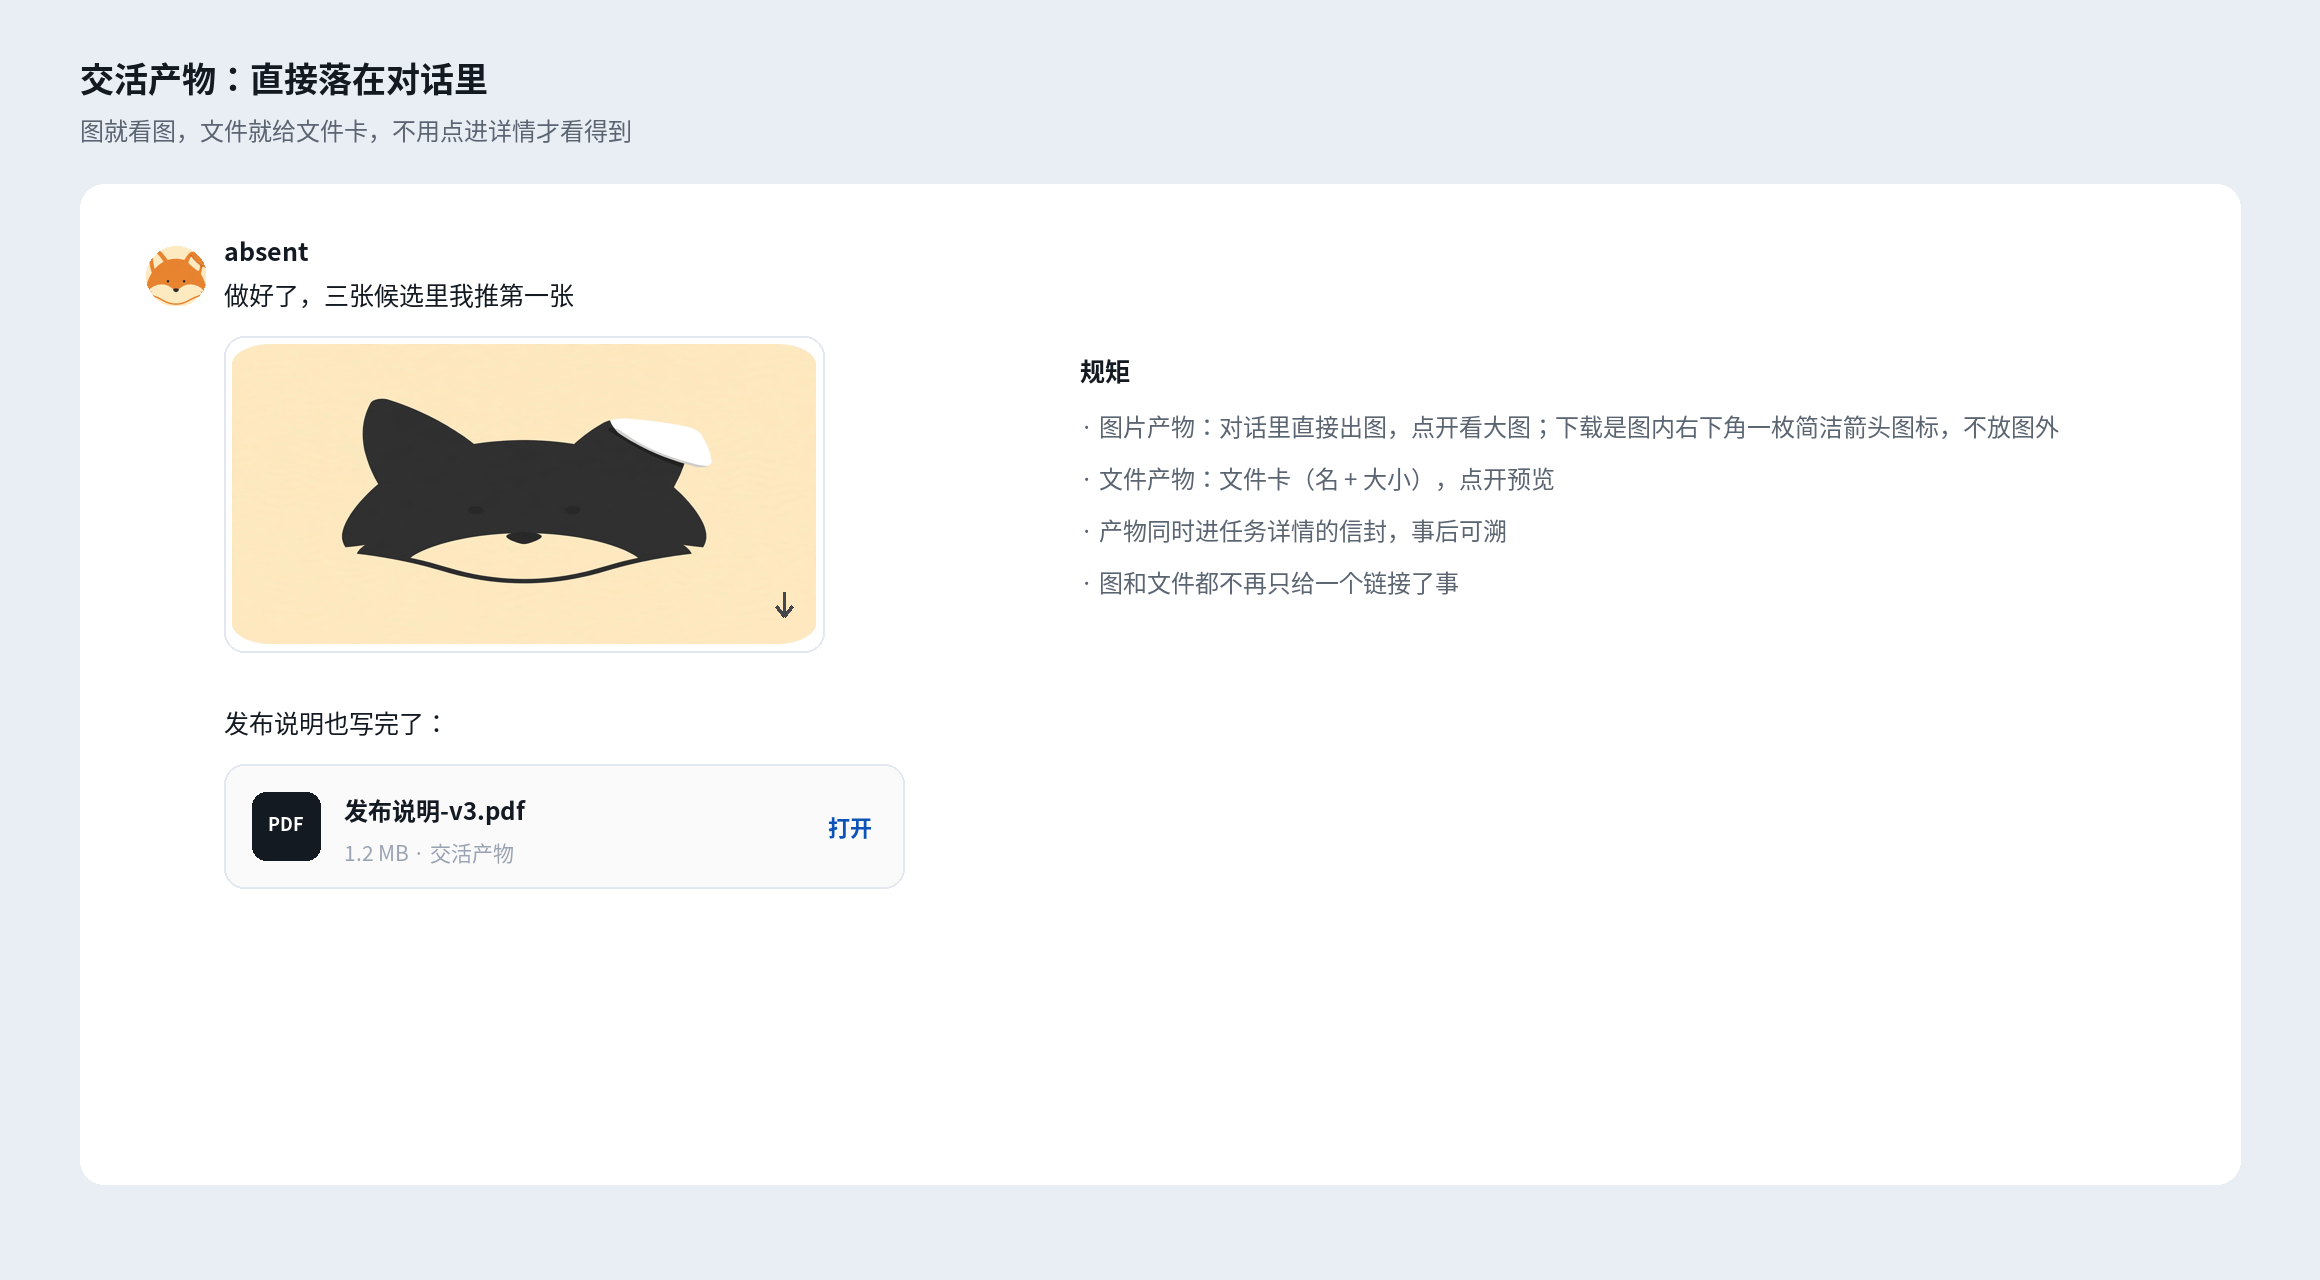 交活产物：直接落在对话里
图就看图，文件就给文件卡，不用点进详情才看得到
absent
做好了，三张候选里我推第一张
规矩
· 图片产物：对话里直接出图，点开看大图；下载是图内右下角一枚简洁箭头图标，不放图外
· 文件产物：文件卡（名 + 大小），点开预览
· 产物同时进任务详情的信封，事后可溯
· 图和文件都不再只给一个链接了事
发布说明也写完了：
PDF
发布说明-v3.pdf
1.2 MB · 交活产物
打开